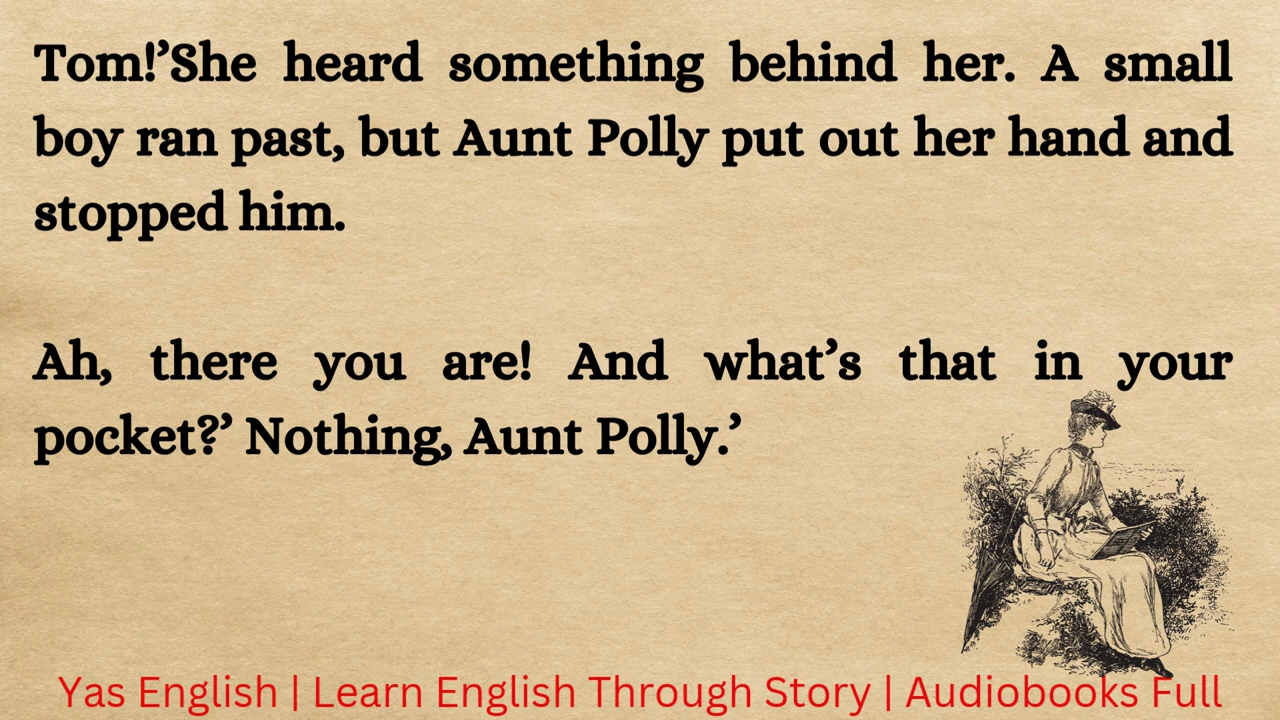 Tom!’She heard something behind her. A small
boy ran past, but Aunt Polly put out her hand and
stopped him.
Ah, there you are! And what’s that in your
pocket?’ Nothing, Aunt Polly.’
Yas English | Learn English Through Story | Audiobooks Full